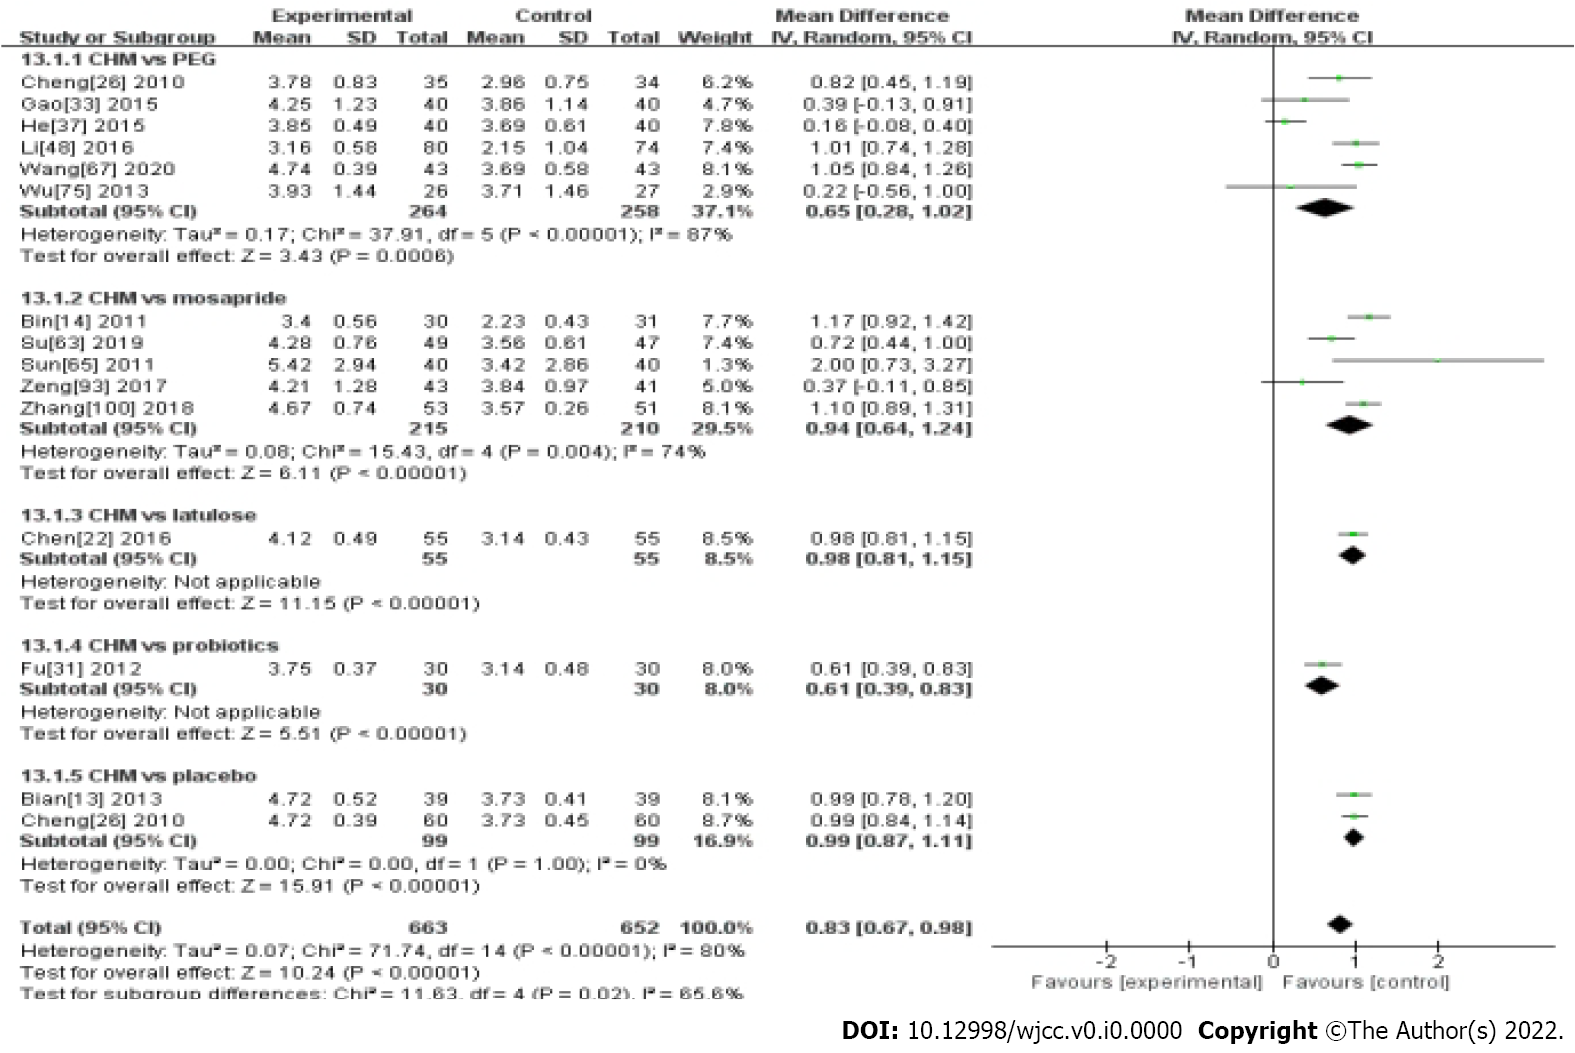 Experimental Control Mean Difference Mean Difference
Study or Subgroup Mean SD Total Mean SD Total Weight IV, Random, 95% CI IV, Random, 95% CI
13.1.1 CHM vs PEG
Cheng[26] 2010 3.78 0.83 35 2.96 0.75 34 6.2% 0.82 [0.45, 1.19]
Gao[33] 2015 4.25 1.23 40 3.86 1.14 40 4.7% 0.39 [-0.13, 0.91]
He[37] 2015 3.85 0.49 40 3.69 0.61 40 7.8% 0.16 [-0.08, 0.40]
Li[48] 2016 3.16 0.58 80 2.15 1.04 74 7.4% 1.01 [0.74, 1.28]
Wang[67] 2020 4.74 0.39 43 3.69 0.58 43 8.1% 1.05 [0.84, 1.26]
Wu[75] 2013 3.93 1.44 26 3.71 1.46 27 2.9% 0.22 [-0.56, 1.00]
Subtotal (95% CI) 264 258 37.1% 0.65 [0.28, 1.02]
Heterogeneity: Tau² = 0.17; Chi² = 37.91, df = 5 (P < 0.00001); I² = 87%
Test for overall effect: Z = 3.43 (P = 0.0006)
13.1.2 CHM vs mosapride
Bin[14] 2011 3.4 0.56 30 2.23 0.43 31 7.7% 1.17 [0.92, 1.42]
Su[63] 2019 4.28 0.76 49 3.56 0.61 47 7.4% 0.72 [0.44, 1.00]
Sun[65] 2011 5.42 2.94 40 3.42 2.86 40 1.3% 2.00 [0.73, 3.27]
Zeng[93] 2017 4.21 1.28 43 3.84 0.97 41 5.0% 0.37 [-0.11, 0.85]
Zhang[100] 2018 4.67 0.74 53 3.57 0.26 51 8.1% 1.10 [0.89, 1.31]
Subtotal (95% CI) 215 210 29.5% 0.94 [0.64, 1.24]
Heterogeneity: Tau² = 0.08; Chi² = 15.43, df = 4 (P = 0.004); I² = 74%
Test for overall effect: Z = 6.11 (P < 0.00001)
13.1.3 CHM vs latulose
Chen[22] 2016 4.12 0.49 55 3.14 0.43 55 8.5% 0.98 [0.81, 1.15]
Subtotal (95% CI) 55 55 8.5% 0.98 [0.81, 1.15]
Heterogeneity: Not applicable
Test for overall effect: Z = 11.15 (P < 0.00001)
13.1.4 CHM vs probiotics
Fu[31] 2012 3.75 0.37 30 3.14 0.48 30 8.0% 0.61 [0.39, 0.83]
Subtotal (95% CI) 30 30 8.0% 0.61 [0.39, 0.83]
Heterogeneity: Not applicable
Test for overall effect: Z = 5.51 (P < 0.00001)
13.1.5 CHM vs placebo
Bian[13] 2013 4.72 0.52 39 3.73 0.41 39 8.1% 0.99 [0.78, 1.20]
Cheng[26] 2010 4.72 0.39 60 3.73 0.45 60 8.7% 0.99 [0.84, 1.14]
Subtotal (95% CI) 99 99 16.9% 0.99 [0.87, 1.11]
Heterogeneity: Tau² = 0.00; Chi² = 0.00, df = 1 (P = 1.00); I² = 0%
Test for overall effect: Z = 15.91 (P < 0.00001)
Total (95% CI) 663 652 100.0% 0.83 [0.67, 0.98]
Heterogeneity: Tau² = 0.07; Chi² = 71.74, df = 14 (P < 0.00001); I² = 80%
Test for overall effect: Z = 10.24 (P < 0.00001)
Test for subgroup differences: Chi² = 11.63, df = 4 (P = 0.02), I² = 65.6%
-2 -1 0 1 2
Favours [experimental] Favours [control]
DOI: 10.12998/wjcc.v0.i0.0000 Copyright ©The Author(s) 2022.